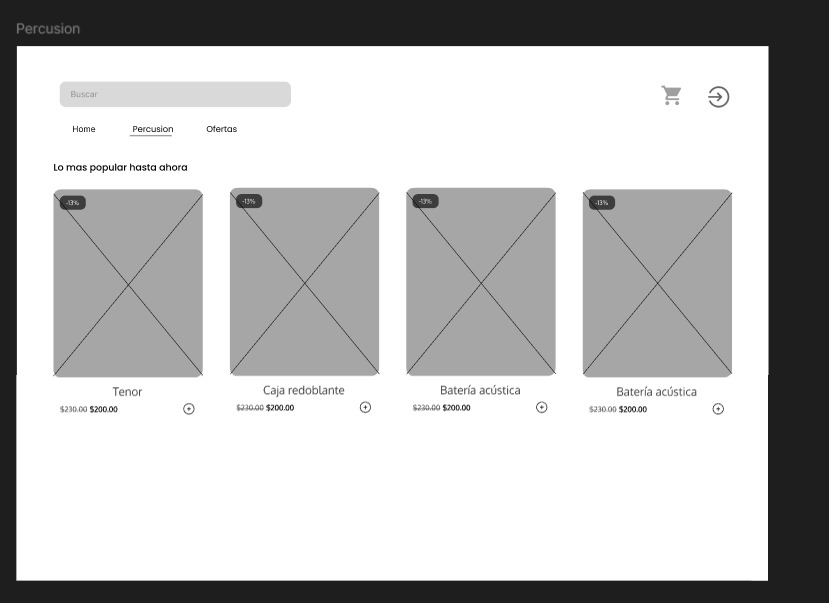 Percusion
Buscar
Home Percusion Ofertas
Lo mas popular hasta ahora
-13% -13% -13% -13%
Tenor Caja redoblante Batería acústica Batería acústica
$230.00 $200.00 $230.00 $200.00 $230.00 $200.00 $230.00 $200.00